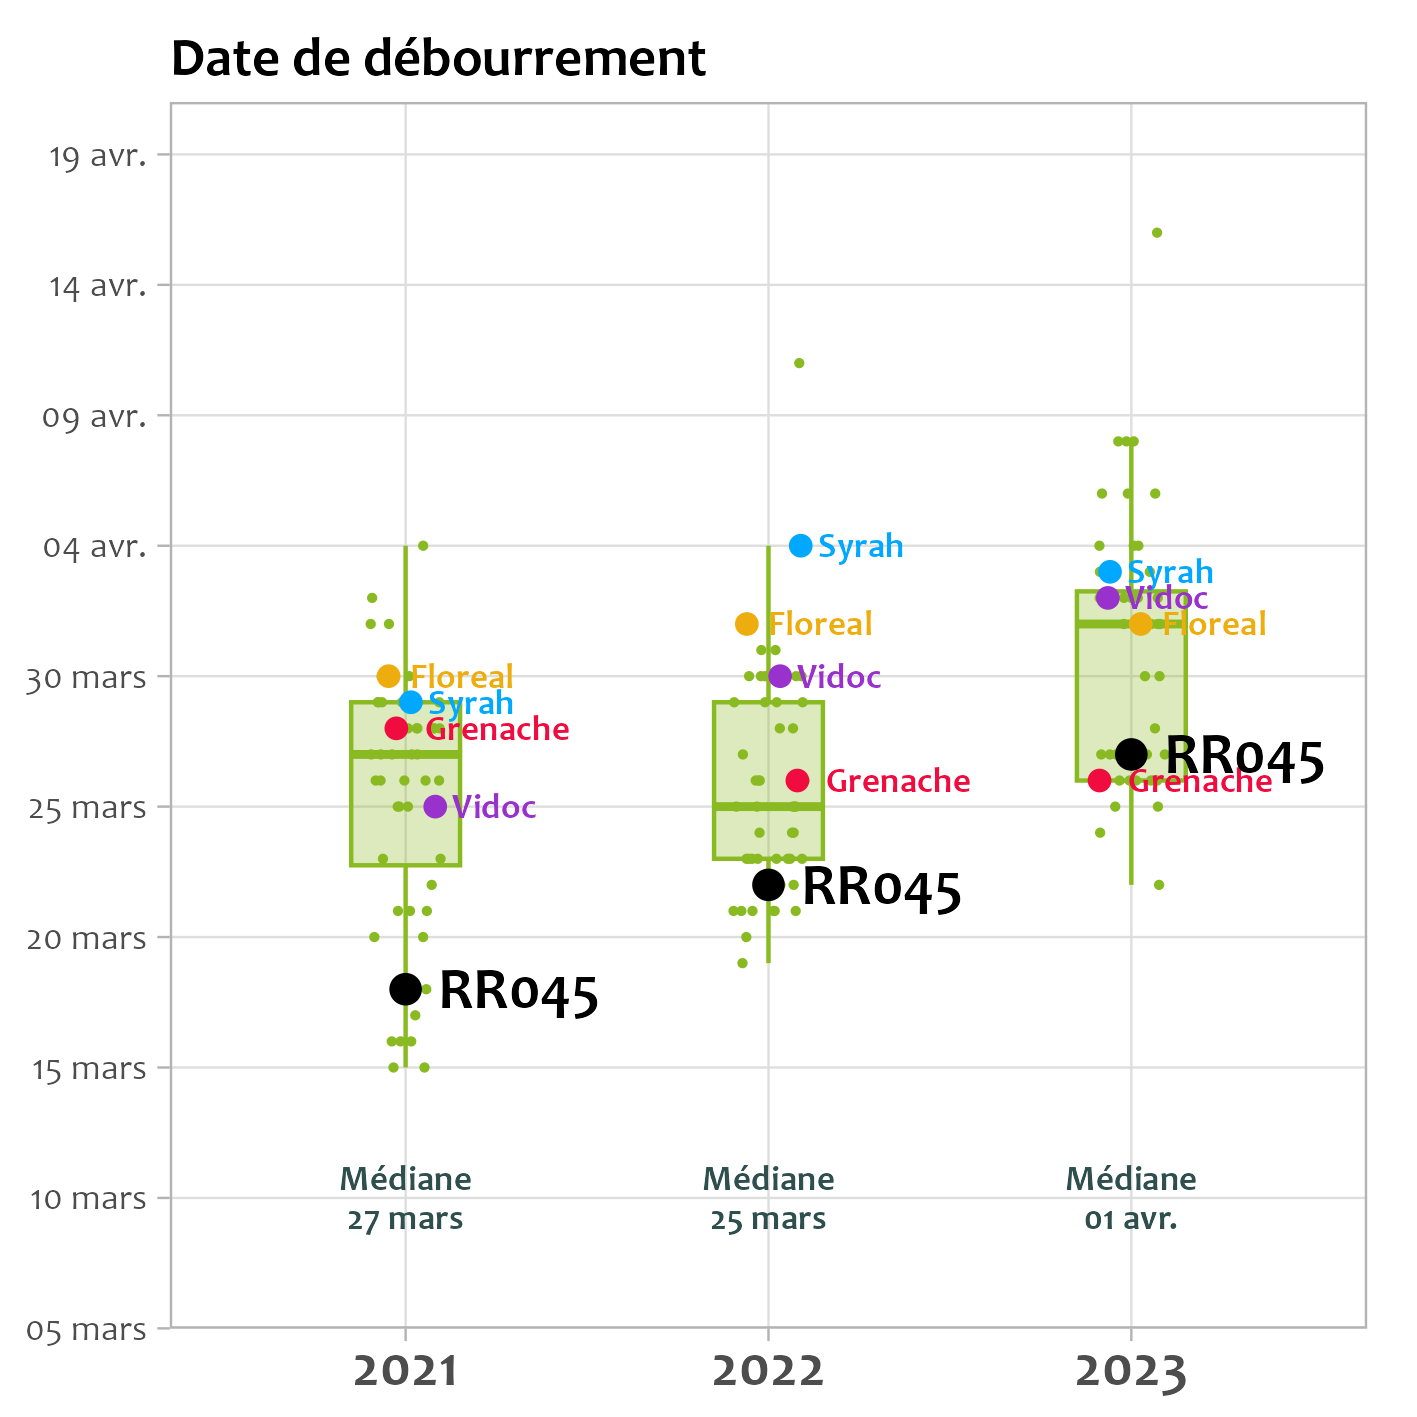 Date de débourrement
19 avr.
14 avr.
09 avr.
04 avr.
30 mars
25 mars
20 mars
15 mars
10 mars
05 mars
Floreal
Syrah
Grenache
Vidoc
RR045
Médiane
27 mars
Syrah
Floreal
Vidoc
Grenache
RR045
Médiane
25 mars
Syrah
Vidoc
Floreal
RR045
Grenache
Médiane
01 avr.
2021
2022
2023